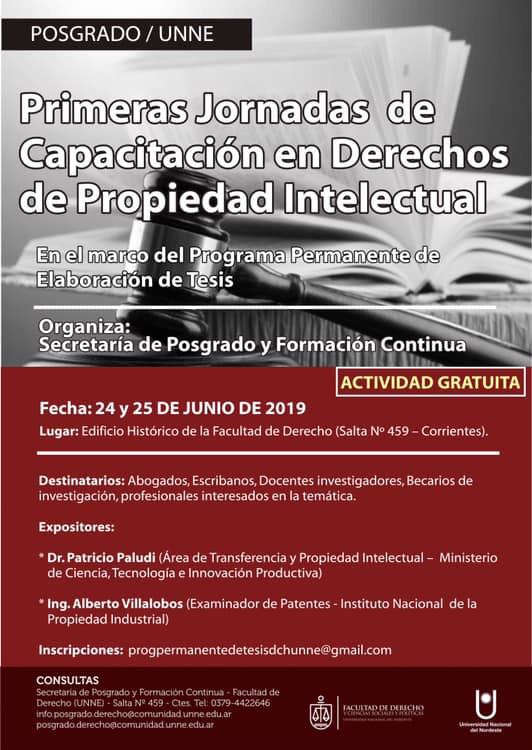 POSGRADO / UNNE
Primeras Jornadas de
Capacitación en Derechos
de Propiedad Intelectual
En el marco del Programa Permanente de
Elaboración de Tesis
Organiza:
Secretaría de Posgrado y Formación Continua
ACTIVIDAD GRATUITA
Fecha: 24 y 25 DE JUNIO DE 2019
Lugar: Edificio Histórico de la Facultad de Derecho (Salta Nº 459 – Corrientes).
Destinatarios: Abogados, Escribanos, Docentes investigadores, Becarios de
investigación, profesionales interesados en la temática.
Expositores:
* Dr. Patricio Paludi (Área de Transferencia y Propiedad Intelectual – Ministerio
de Ciencia, Tecnología e Innovación Productiva)
* Ing. Alberto Villalobos (Examinador de Patentes - Instituto Nacional de la
Propiedad Industrial)
Inscripciones: progpermanentedetesisdchunne@gmail.com
CONSULTAS
Secretaría de Posgrado y Formación Continua - Facultad de
Derecho (UNNE) - Salta Nº 459 - Ctes. Tel: 0379-4422646
info.posgrado.derecho@comunidad.unne.edu.ar
posgrado.derecho@comunidad.unne.edu.ar
FACULTAD DE DERECHO
Y CIENCIAS SOCIALES Y POLÍTICAS
UNIVERSIDAD NACIONAL DEL NORDESTE
Universidad Nacional
del Nordeste